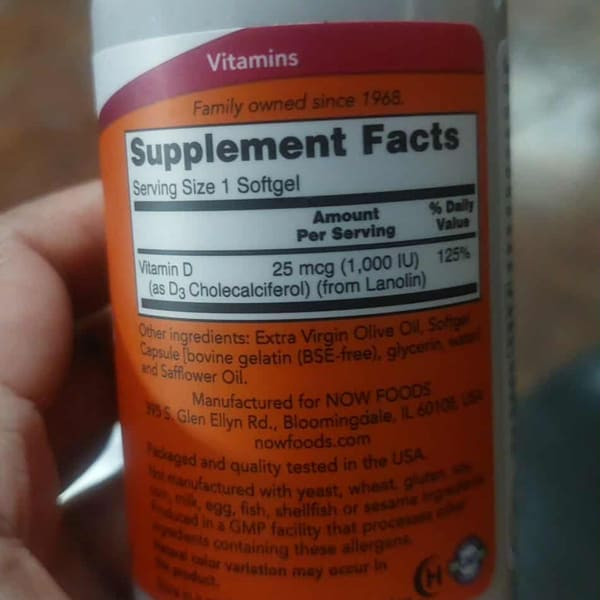 Vitamins
Family owned since 1968.
Supplement Facts
Serving Size 1 Softgel
Amount Per Serving
% Daily Value
Vitamin D 25 mcg (1,000 IU) 125%
(as D3 Cholecalciferol) (from Lanolin)
Other ingredients: Extra Virgin Olive Oil, Softgel
Capsule [bovine gelatin (BSE-free), glycerin, water]
and Safflower Oil.
Manufactured for NOW FOODS
395 S. Glen Ellyn Rd., Bloomingdale, IL 60108, USA
nowfoods.com
Packaged and quality tested in the USA.
Not manufactured with yeast, wheat, gluten, soy,
milk, egg, fish, shellfish or sesame ingredients
Produced in a GMP facility that processes other
ingredients containing these allergens.
Natural color variation may occur in
the product.
H